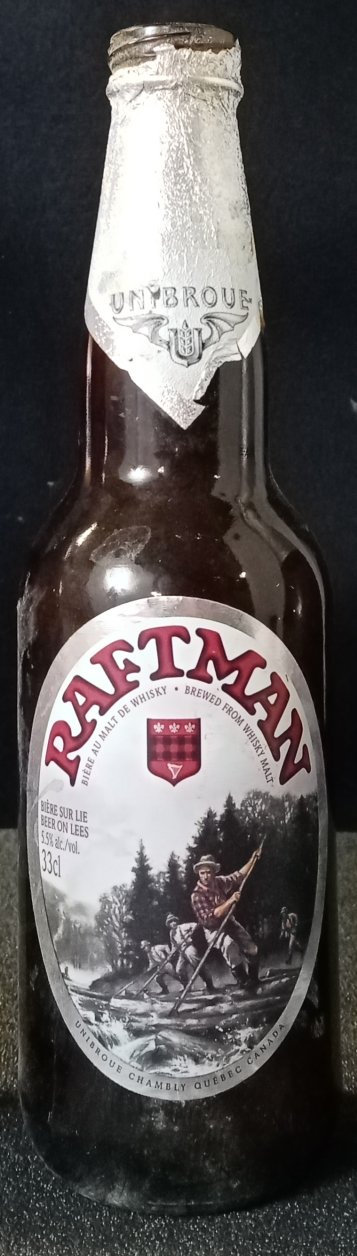 UNIBROUE
U
RAFTMAN
BIÈRE AU MALT DE WHISKY • BREWED FROM WHISKY MALT
BIÈRE SUR LIE
BEER ON LEES
5.5% alc./vol.
33cl
UNIBROUE CHAMBLY QUÉBEC CANADA